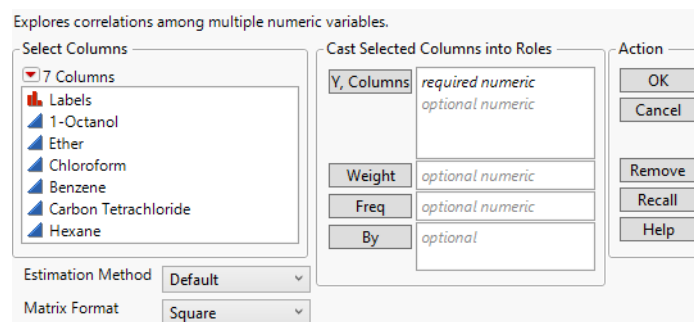 Explores correlations among multiple numeric variables.
Select Columns
7 Columns
Labels
1-Octanol
Ether
Chloroform
Benzene
Carbon Tetrachloride
Hexane
Estimation Method Default
Matrix Format Square
Cast Selected Columns into Roles
Y, Columns required numeric
optional numeric
Weight optional numeric
Freq optional numeric
By optional
Action
OK
Cancel
Remove
Recall
Help